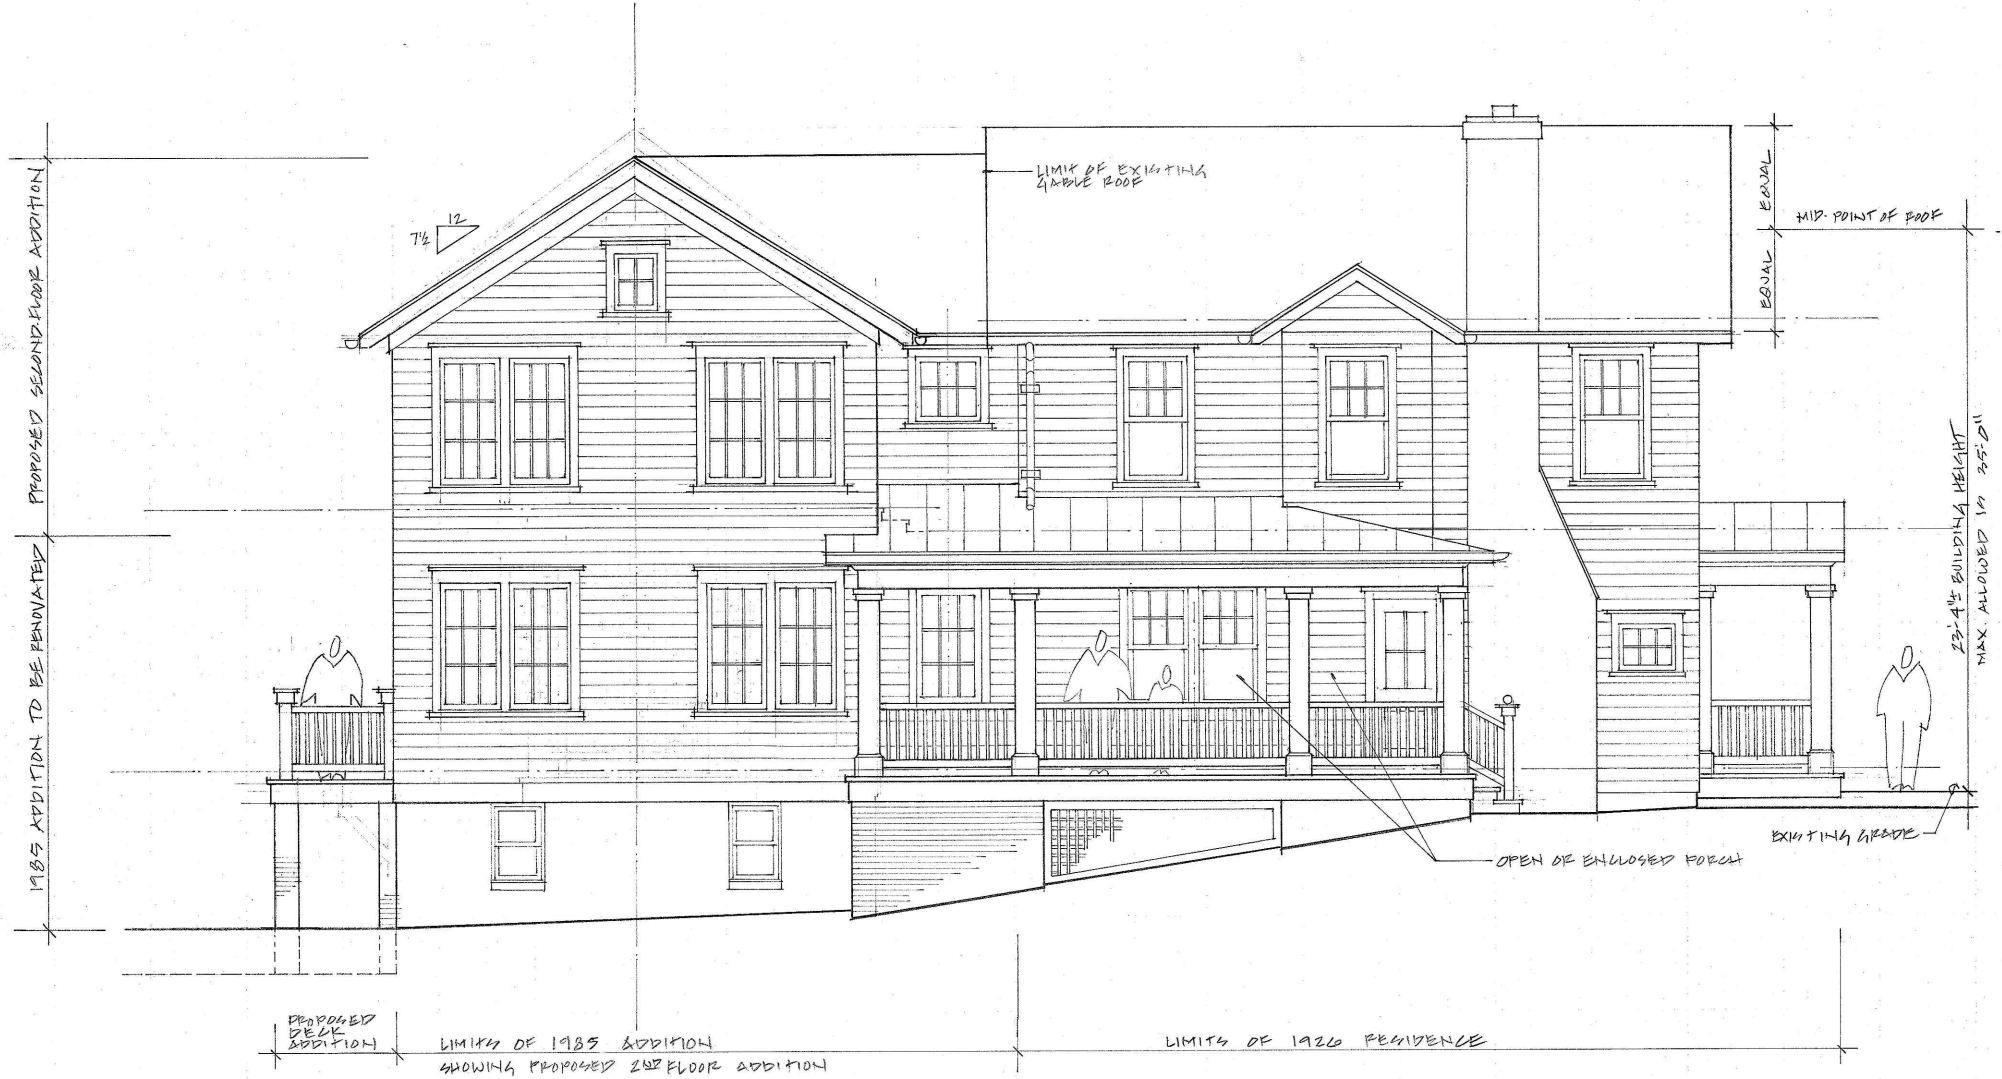 PROPOSED SECOND FLOOR ADDITION
1985 ADDITION TO BE RENOVATED
12
7½
LIMIT OF EXISTING
GABLE ROOF
EQUAL
EQUAL
MID-POINT OF ROOF
23'-4"± BUILDING HEIGHT
MAX. ALLOWED IS 35'-0"
EXISTING GRADE
OPEN OR ENCLOSED PORCH
PROPOSED
DECK
ADDITION
LIMITS OF 1985 ADDITION
SHOWING PROPOSED 2ND FLOOR ADDITION
LIMITS OF 1926 RESIDENCE